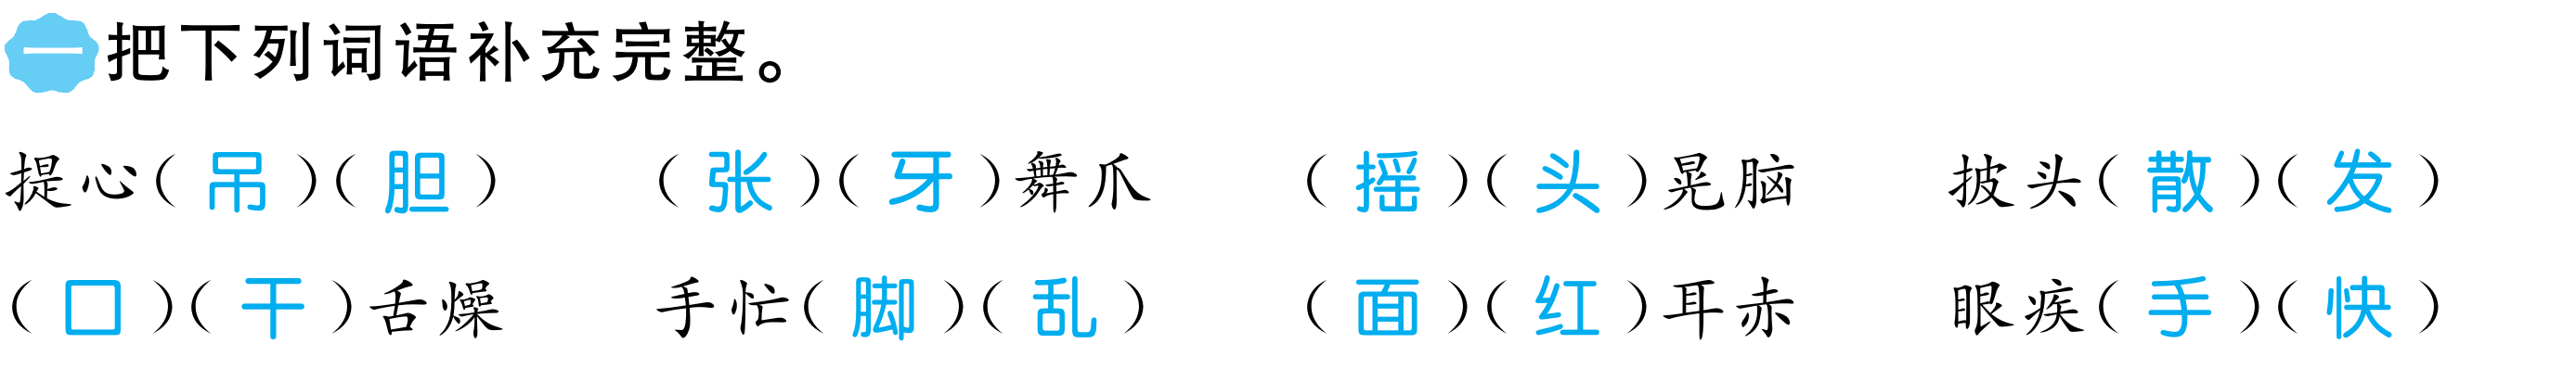 一 把下列词语补充完整。
提心(吊)(胆) (张)(牙)舞爪 (摇)(头)晃脑 披头(散)(发)
(口)(干)舌燥 手忙(脚)(乱) (面)(红)耳赤 眼疾(手)(快)